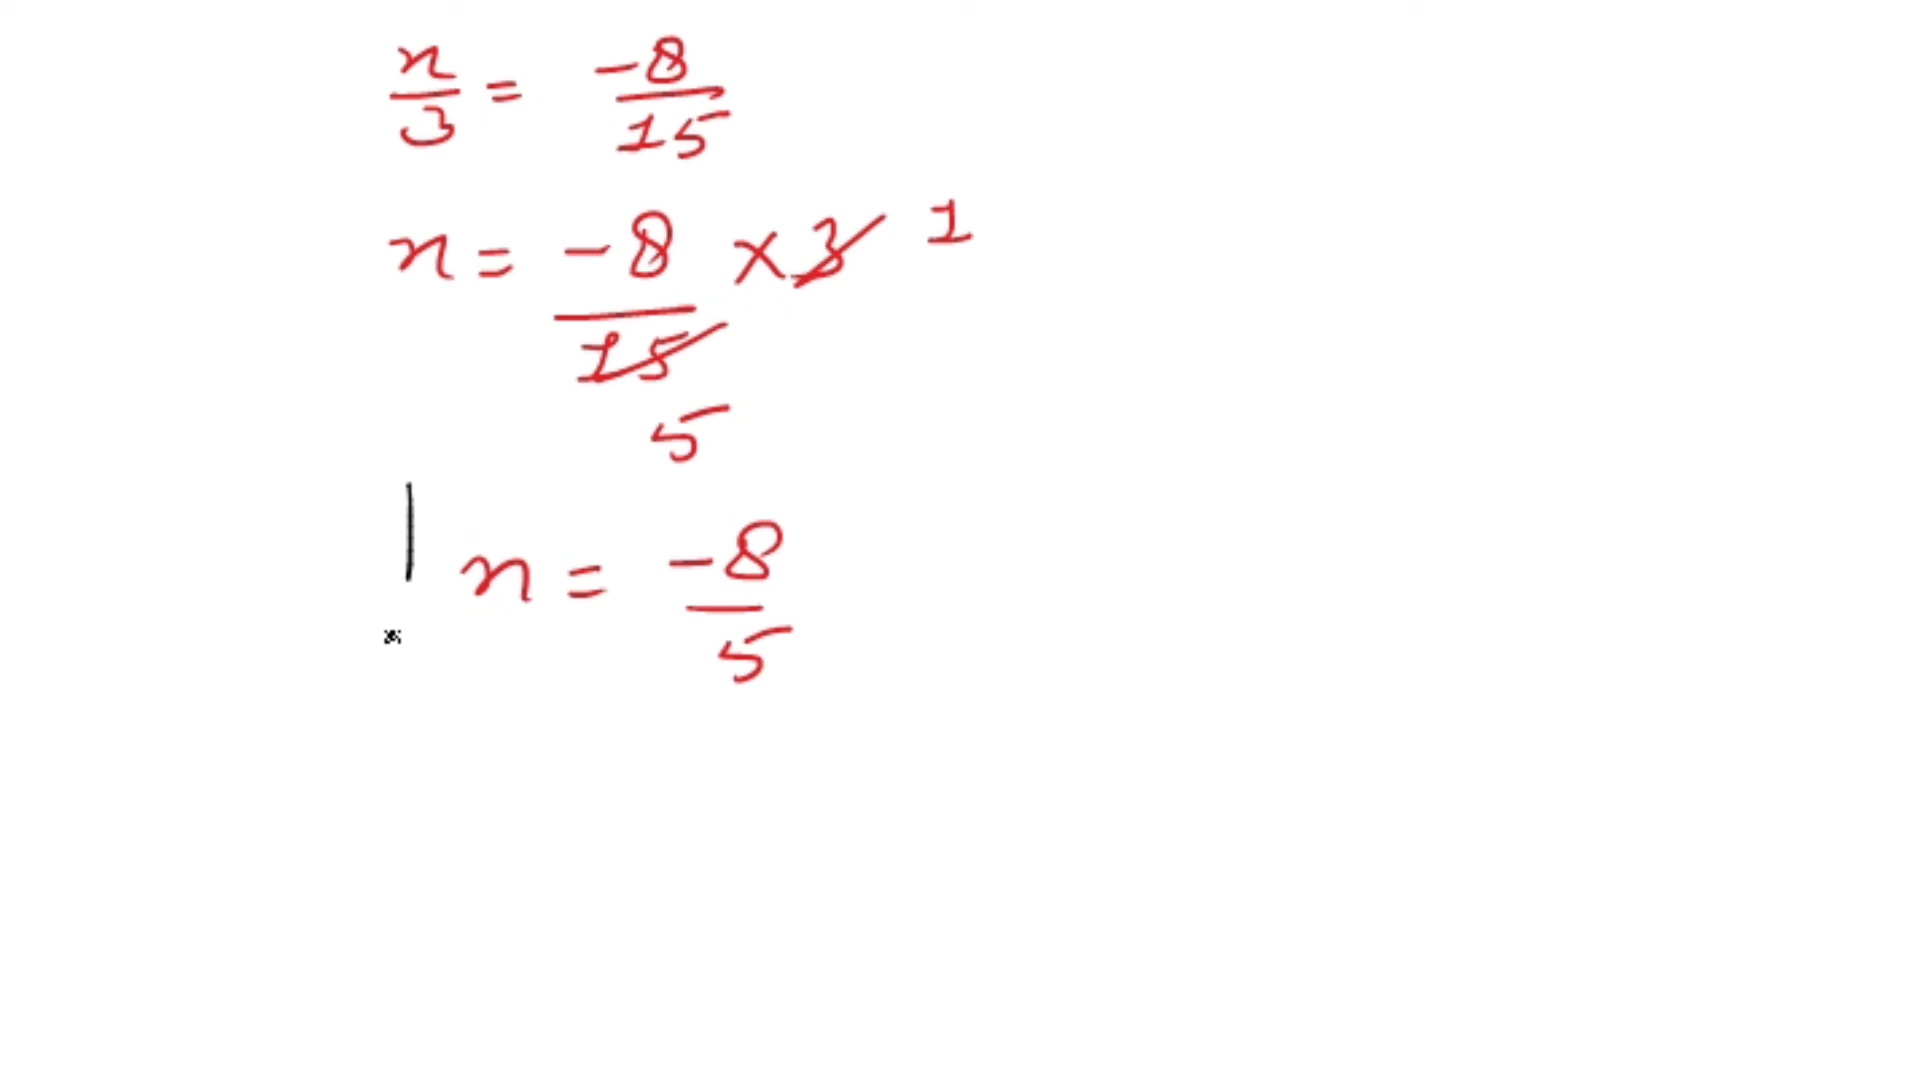 n/3 = -8/15
n = -8/15 × 3 1
5
n = -8/5